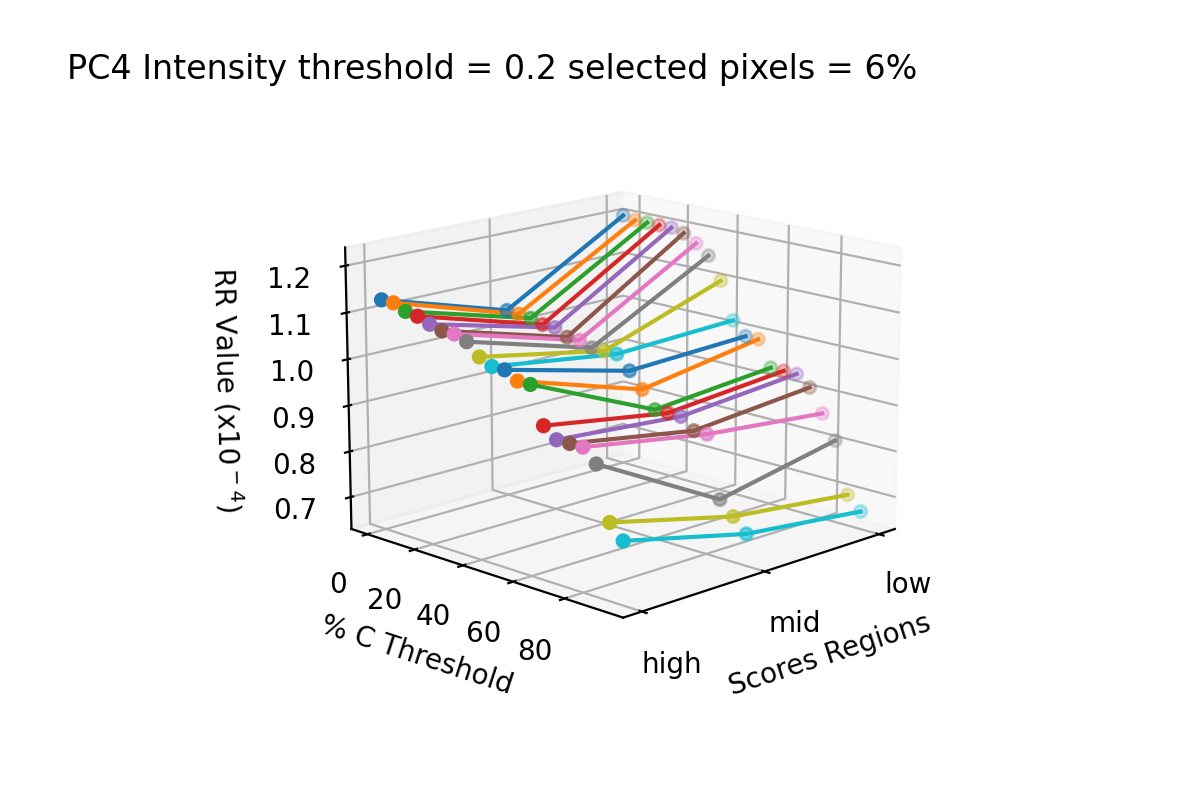 PC4 Intensity threshold = 0.2 selected pixels = 6%
RR Value (x10⁻⁴)
1.2
1.1
1.0
0.9
0.8
0.7
0
20
40
60
80
% C Threshold
high
mid
low
Scores Regions